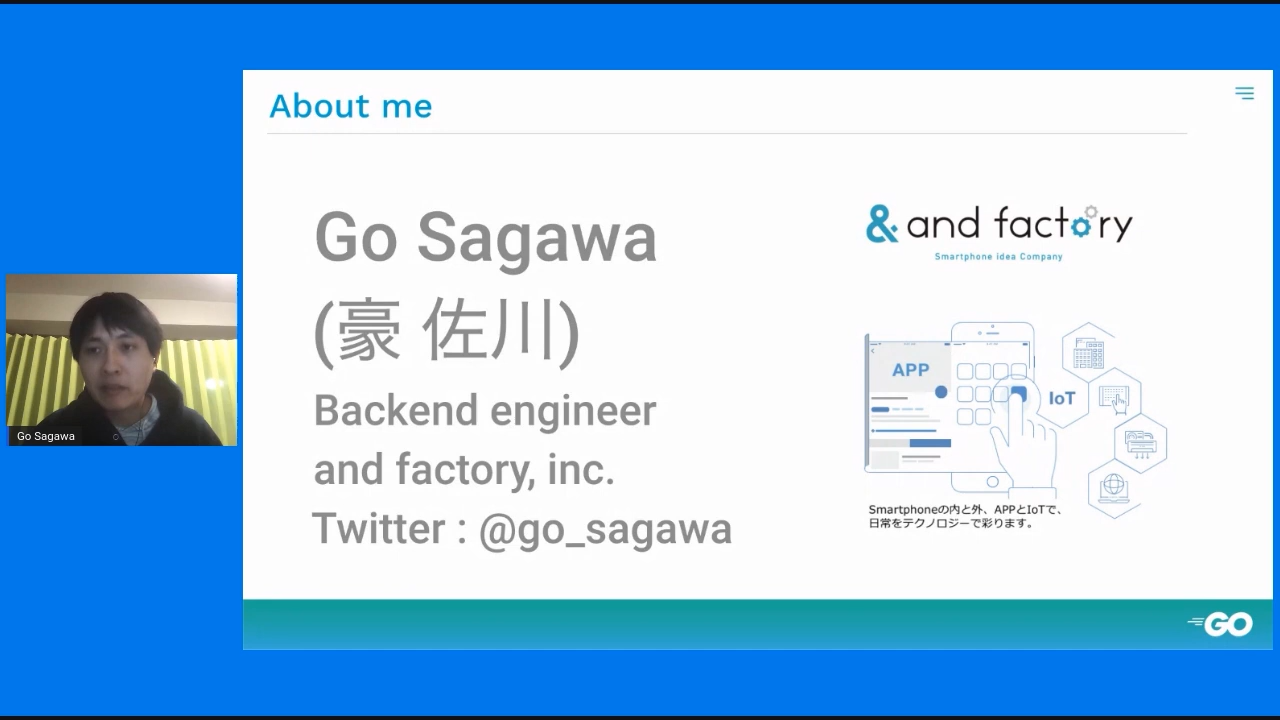 About me
Go Sagawa
(豪 佐川)
Backend engineer
and factory, inc.
Twitter : @go_sagawa
& and factory
Smartphone idea Company
APP
IoT
Smartphoneの内と外、APPとIoTで、
日常をテクノロジーで彩ります。
Go Sagawa
GO